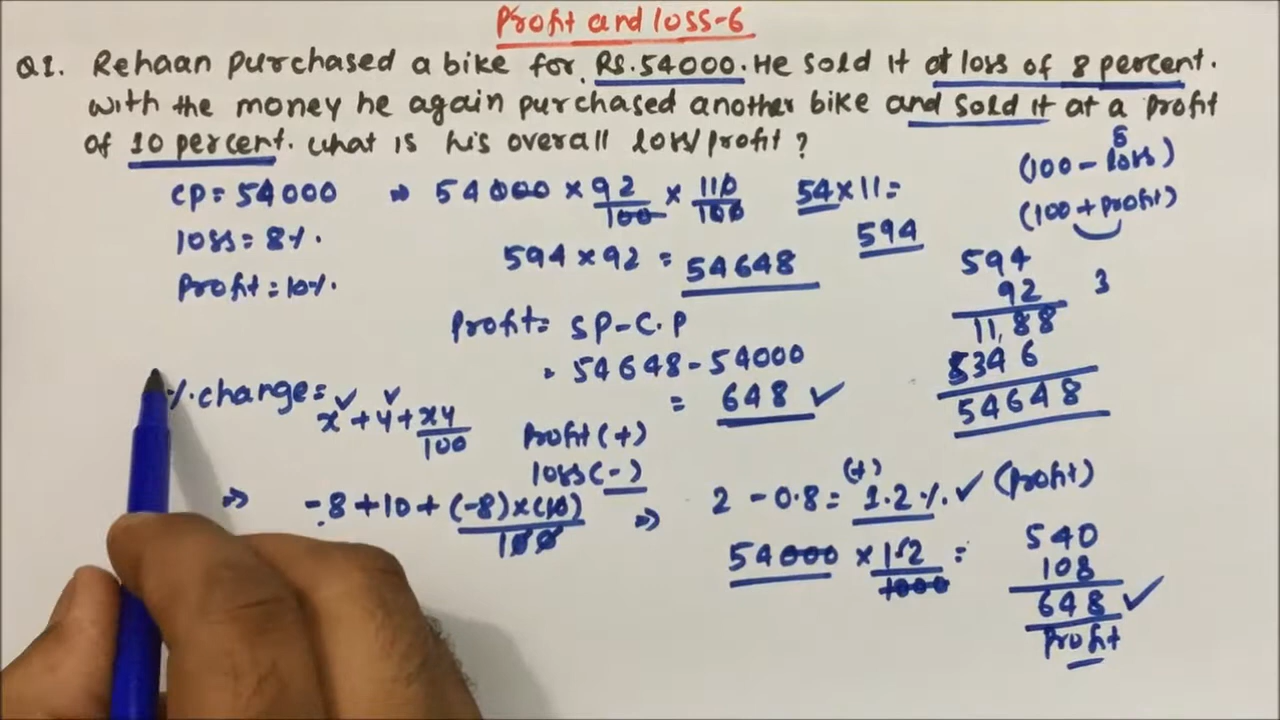 Profit and loss-6
Q1. Rehaan purchased a bike for Rs.54000. He sold it at loss of 8 percent.
with the money he again purchased another bike and sold it at a profit
of 10 percent. what is his overall loss/profit?
CP = 54000
loss = 8%.
Profit = 10%.
⇒ 54000 × 92/100 × 110/100
54 × 11 =
594
594 × 92 = 54648
(100 - loss)
(100 + profit)
594
92
11,88
5346
54648
3
Profit = SP - C.P
= 54648 - 54000
= 648 ✓
%.change =
x + y + xy/100
Profit (+)
loss (-)
⇒ -8 + 10 + (-8)×(10)/100
⇒ 2 - 0.8 = (+) 1.2%. ✓ (Profit)
54000 × 1.2/1000 =
540
108
648 ✓
Profit